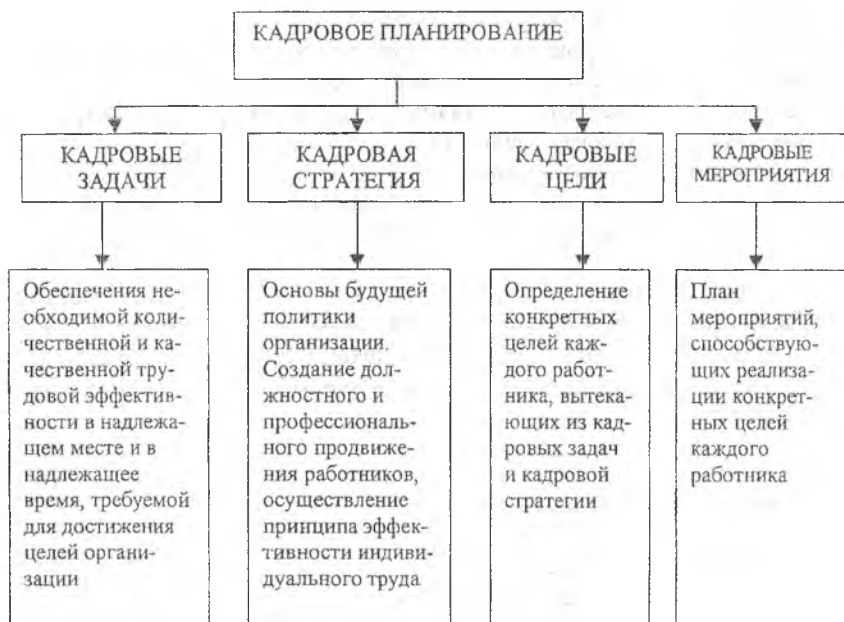 КАДРОВОЕ ПЛАНИРОВАНИЕ
КАДРОВЫЕ
ЗАДАЧИ
КАДРОВАЯ
СТРАТЕГИЯ
КАДРОВЫЕ
ЦЕЛИ
КАДРОВЫЕ
МЕРОПРИЯТИЯ
Обеспечения не-
обходимой коли-
чественной и ка-
чественной тру-
довой эффектив-
ности в надлежа-
щем месте и в
надлежащее
время, требуемой
для достижения
целей органи-
зации
Основы будущей
политики
организации.
Создание дол-
жностного и
профессиональ-
ного продвиже-
ния работников,
осуществление
принципа эффек-
тивности индиви-
дуального труда
Определение
конкретных
целей каж-
дого работ-
ника, вытека-
ющих из кад-
ровых задач
и кадровой
стратегии
План
мероприятий,
способствую-
щих реализа-
ции конкрет-
ных целей
каждого
работника